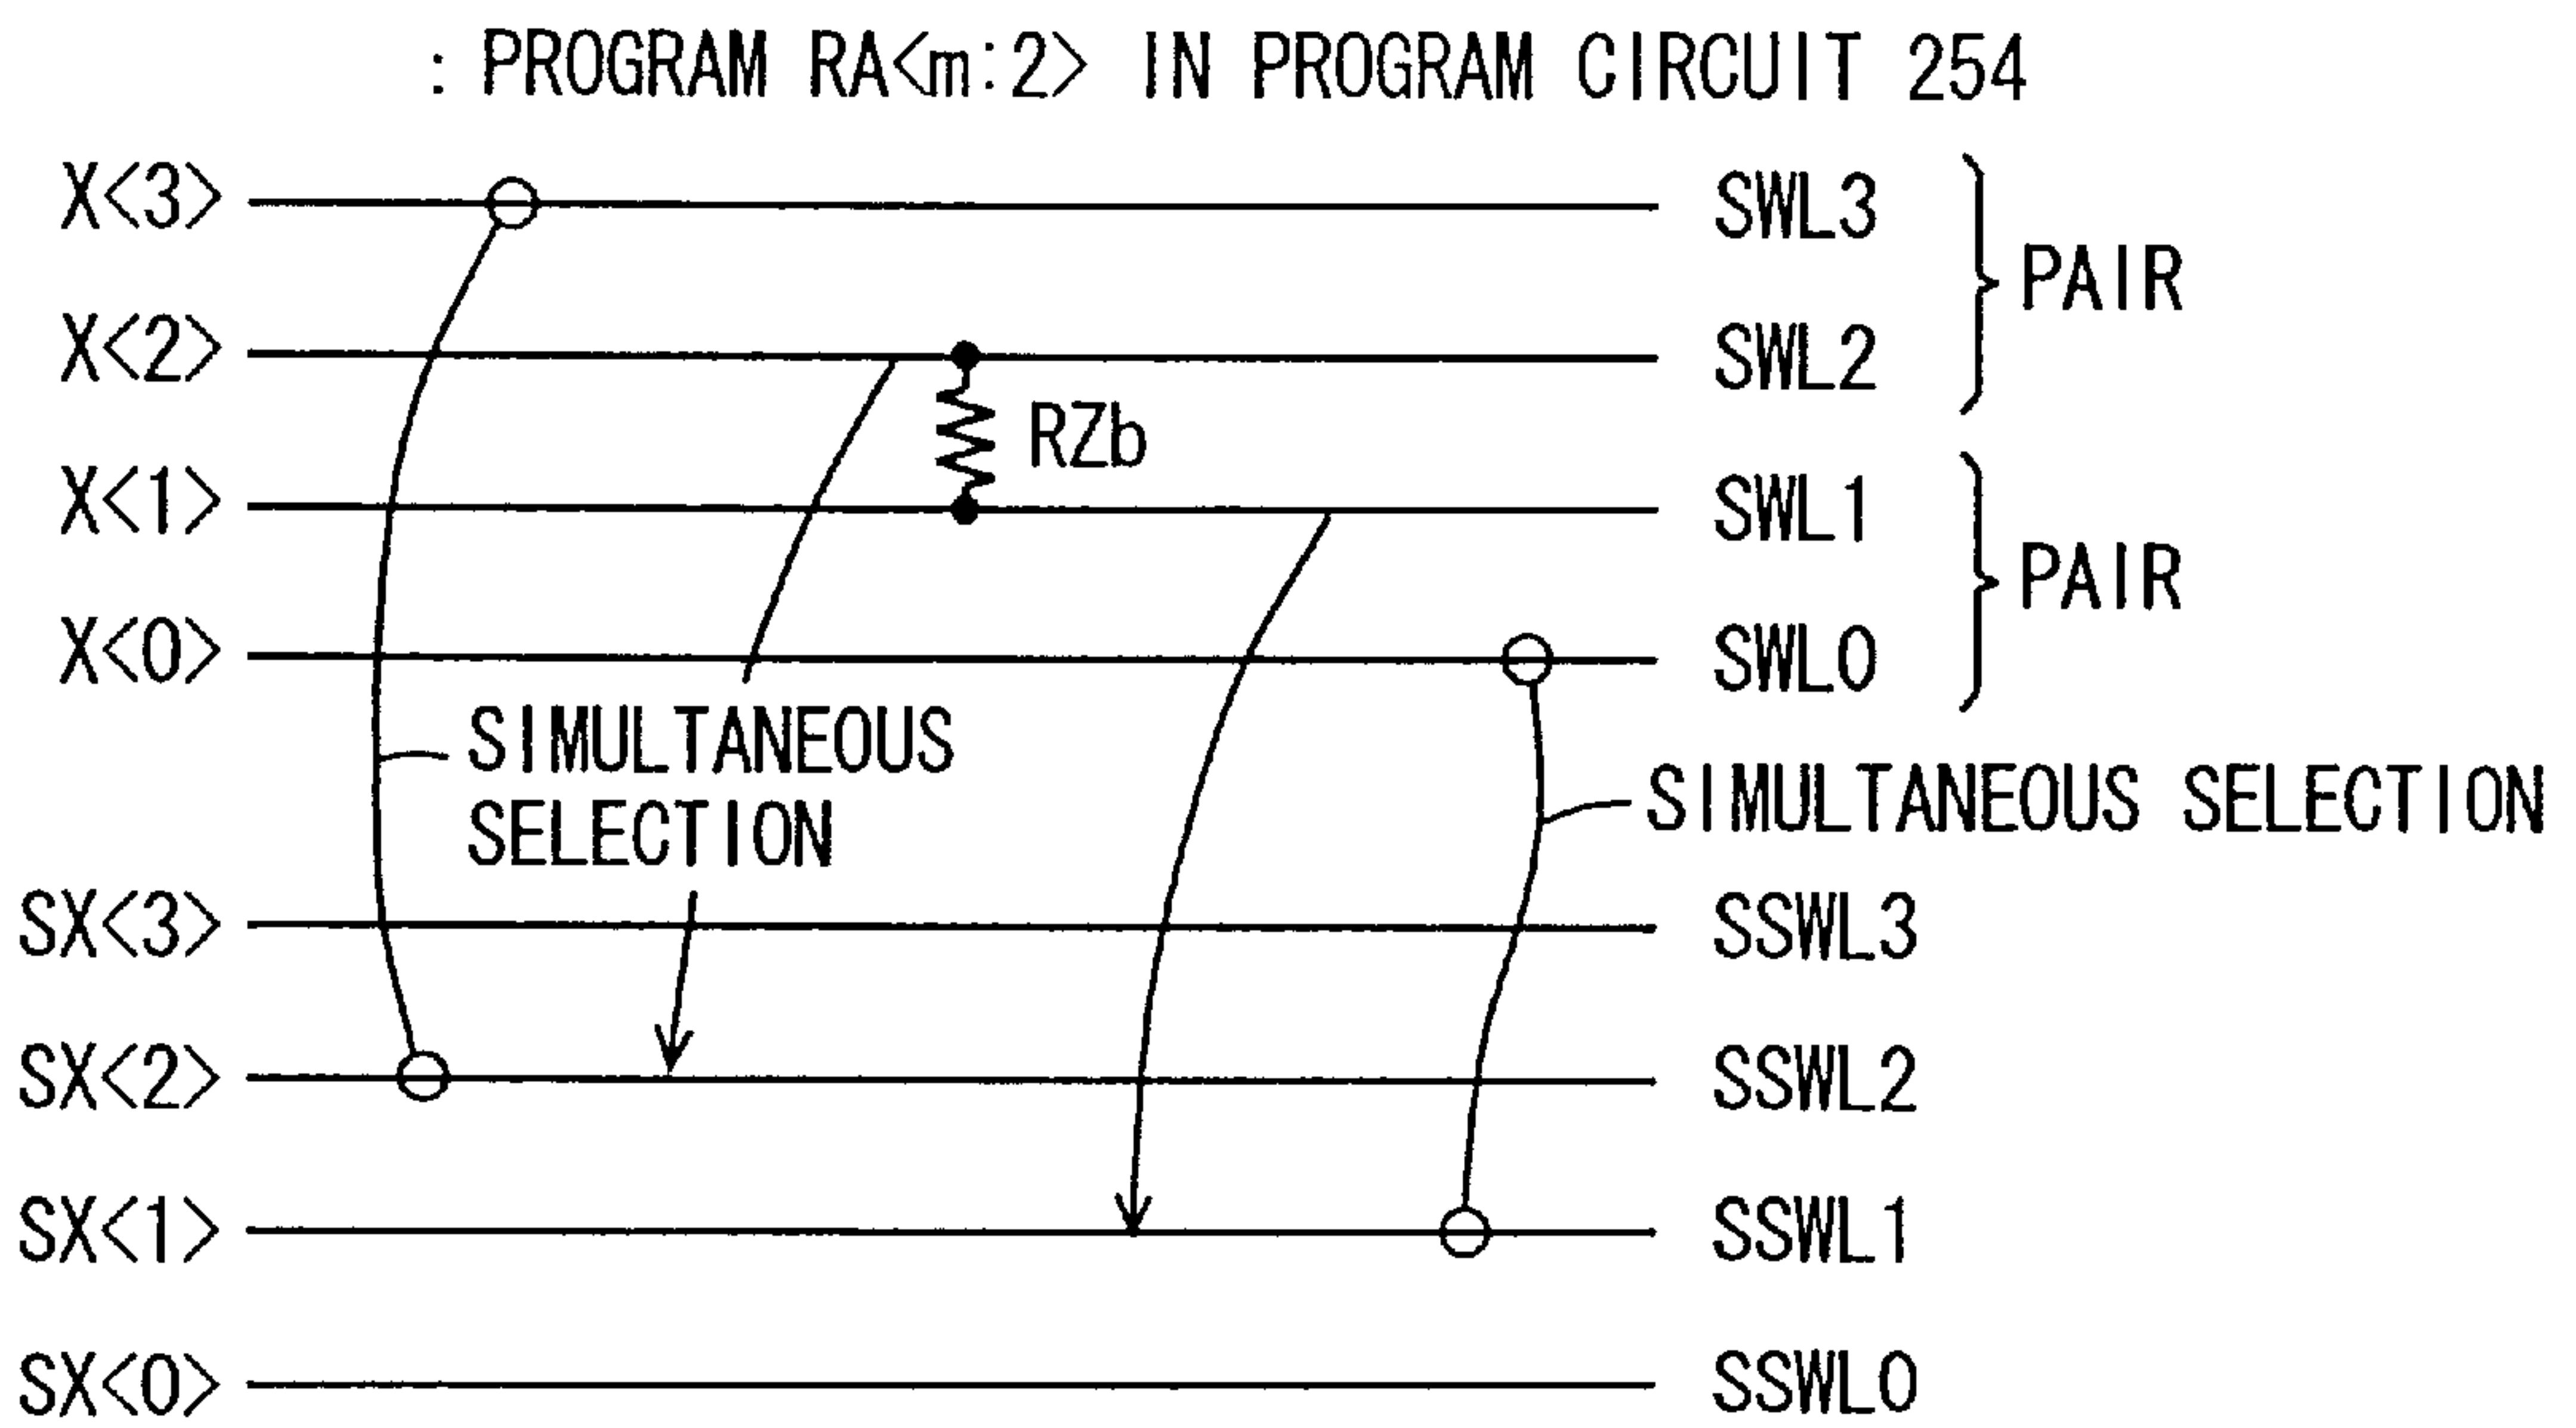 : PROGRAM RA<m:2> IN PROGRAM CIRCUIT 254
X<3> SWL3
PAIR
X<2> SWL2
RZb
X<1> SWL1
PAIR
X<0> SWL0
SIMULTANEOUS
SELECTION
SIMULTANEOUS SELECTION
SX<3> SSWL3
SX<2> SSWL2
SX<1> SSWL1
SX<0> SSWL0